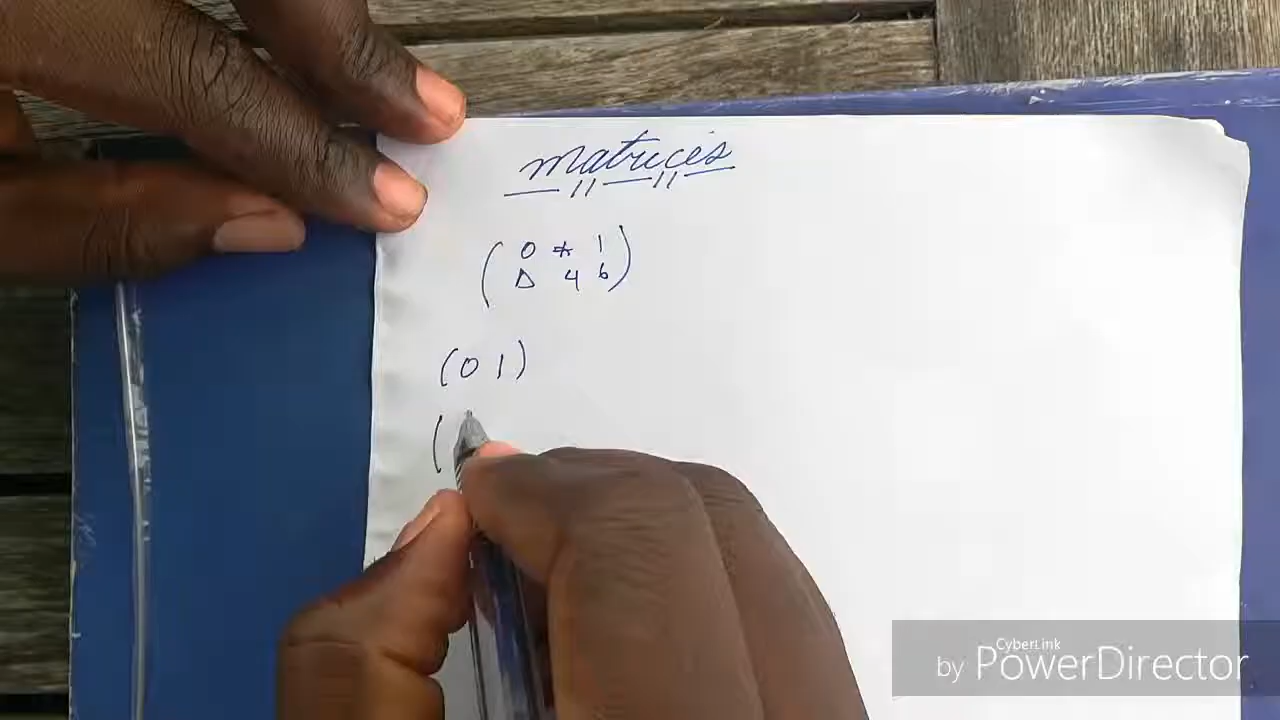 matrices
( 0 * 1 )
( Δ 4 6 )
(0 1)
(
CyberLink
by PowerDirector